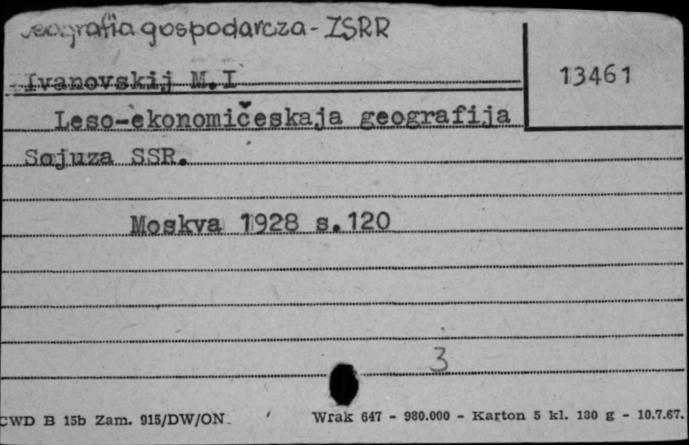 Geografia gospodarcza - ZSRR
13461
Ivanovskij M.I
Leso-ekonomičeskaja geografija
Sojuza SSR.
Moskva 1928 s.120
3
CWD B 15b Zam. 915/DW/ON Wrak 647 - 980.000 - Karton 5 kl. 180 g - 10.7.67.